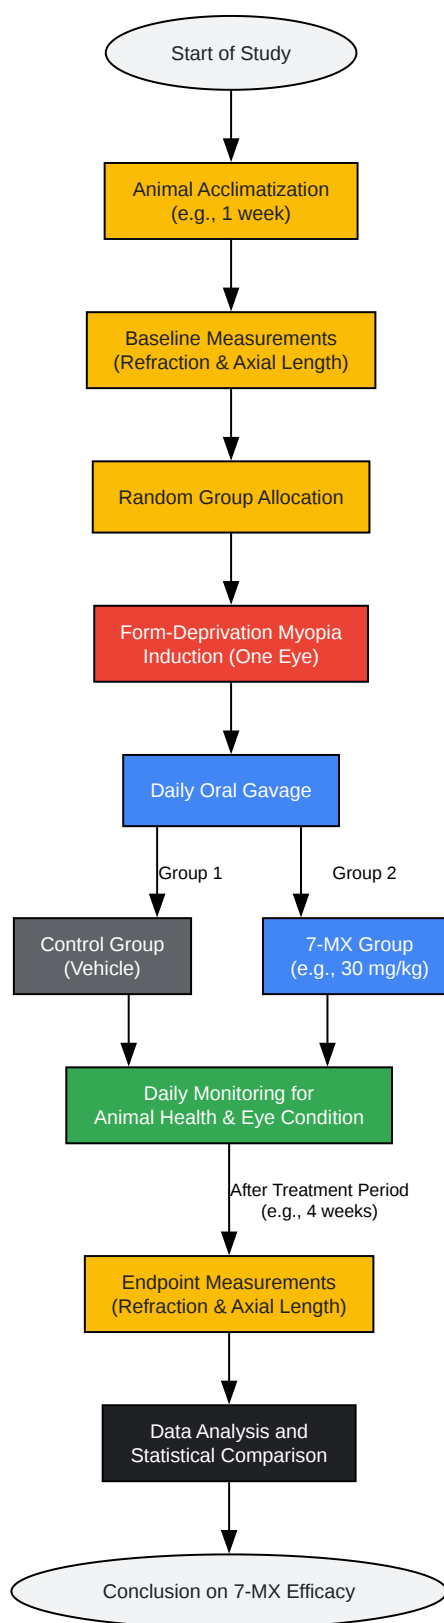 Start of Study
Animal Acclimatization
(e.g., 1 week)
Baseline Measurements
(Refraction & Axial Length)
Random Group Allocation
Form-Deprivation Myopia
Induction (One Eye)
Daily Oral Gavage
Group 1
Group 2
Control Group
(Vehicle)
7-MX Group
(e.g., 30 mg/kg)
Daily Monitoring for
Animal Health & Eye Condition
After Treatment Period
(e.g., 4 weeks)
Endpoint Measurements
(Refraction & Axial Length)
Data Analysis and
Statistical Comparison
Conclusion on 7-MX Efficacy